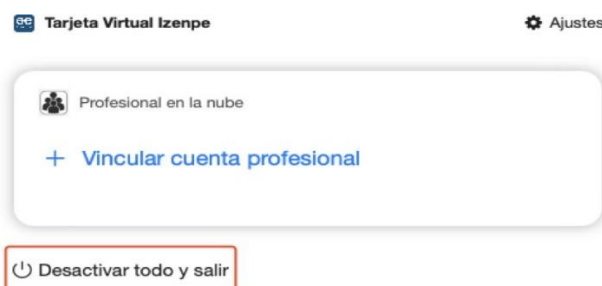 Tarjeta Virtual Izenpe
Ajustes
Profesional en la nube
+ Vincular cuenta profesional
Desactivar todo y salir